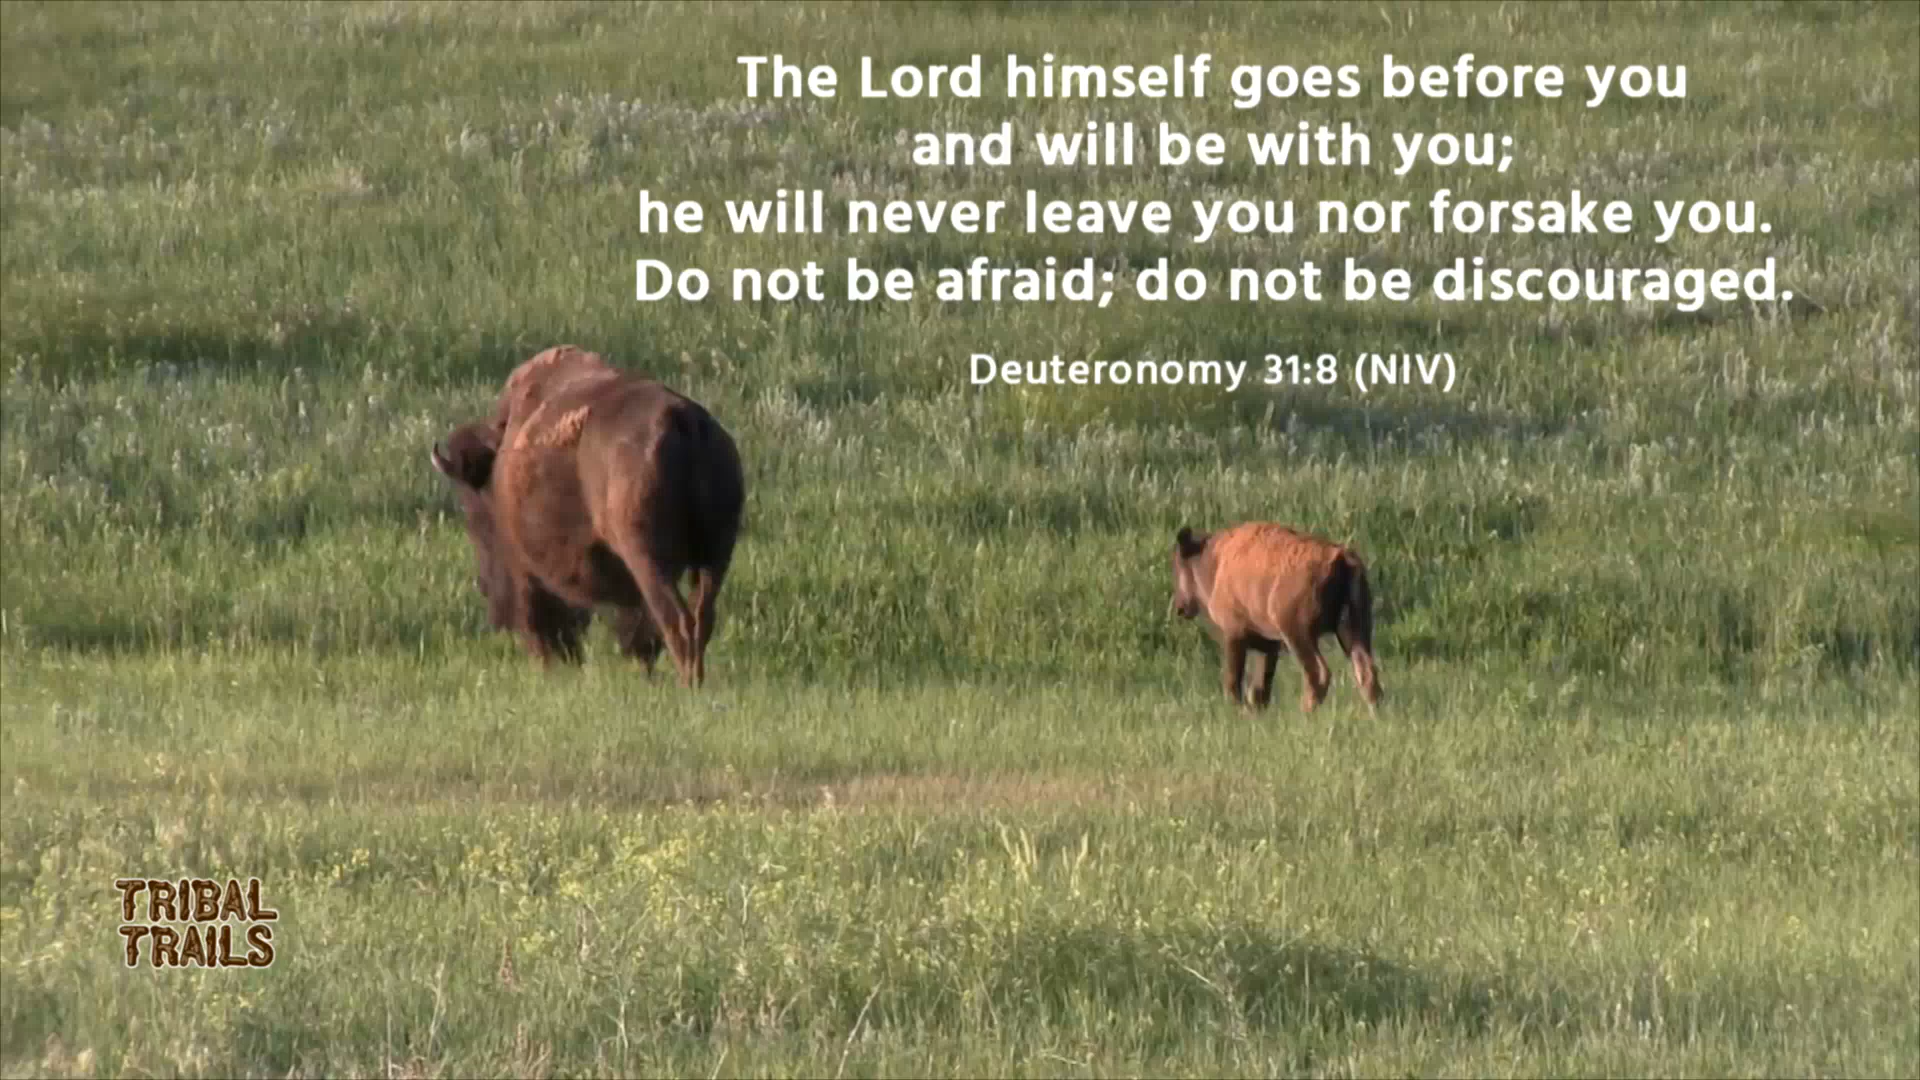 The Lord himself goes before you
and will be with you;
he will never leave you nor forsake you.
Do not be afraid; do not be discouraged.
Deuteronomy 31:8 (NIV)
TRIBAL
TRAILS